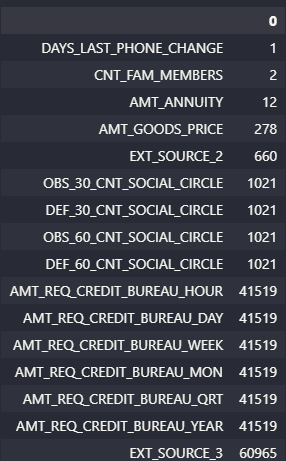 0
DAYS_LAST_PHONE_CHANGE 1
CNT_FAM_MEMBERS 2
AMT_ANNUITY 12
AMT_GOODS_PRICE 278
EXT_SOURCE_2 660
OBS_30_CNT_SOCIAL_CIRCLE 1021
DEF_30_CNT_SOCIAL_CIRCLE 1021
OBS_60_CNT_SOCIAL_CIRCLE 1021
DEF_60_CNT_SOCIAL_CIRCLE 1021
AMT_REQ_CREDIT_BUREAU_HOUR 41519
AMT_REQ_CREDIT_BUREAU_DAY 41519
AMT_REQ_CREDIT_BUREAU_WEEK 41519
AMT_REQ_CREDIT_BUREAU_MON 41519
AMT_REQ_CREDIT_BUREAU_QRT 41519
AMT_REQ_CREDIT_BUREAU_YEAR 41519
EXT_SOURCE_3 60965